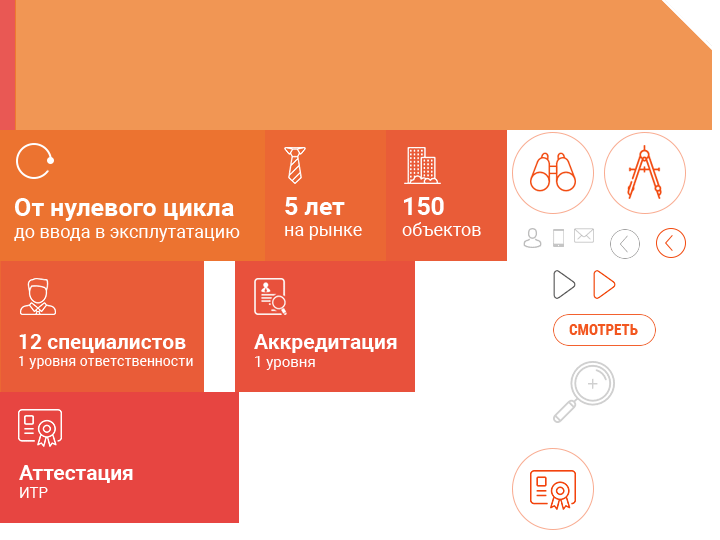 От нулевого цикла
до ввода в эксплутатацию
5 лет
на рынке
150
объектов
12 специалистов
1 уровня ответственности
Аккредитация
1 уровня
СМОТРЕТЬ
Аттестация
ИТР